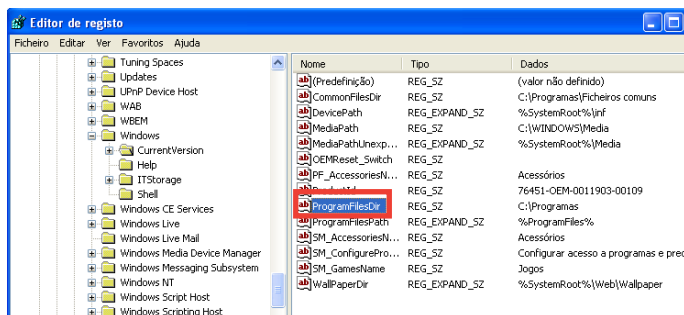 Editor de registo
Ficheiro Editar Ver Favoritos Ajuda
Tuning Spaces
Updates
UPnP Device Host
WAB
WBEM
Windows
CurrentVersion
Help
ITStorage
Shell
Windows CE Services
Windows Live
Windows Live Mail
Windows Media Device Manager
Windows Messaging Subsystem
Windows NT
Windows Script Host
Windows Scripting Host
Nome Tipo Dados
(Predefinição) REG_SZ (valor não definido)
CommonFilesDir REG_SZ C:\Programas\Ficheiros comuns
DevicePath REG_EXPAND_SZ %SystemRoot%\inf
MediaPath REG_SZ C:\WINDOWS\Media
MediaPathUnexp... REG_EXPAND_SZ %SystemRoot%\Media
OEMReset_Switch REG_SZ
PF_AccessoriesN... REG_SZ Acessórios
ProductId REG_SZ 76451-OEM-0011903-00109
ProgramFilesDir REG_SZ C:\Programas
ProgramFilesPath REG_EXPAND_SZ %ProgramFiles%
SM_AccessoriesN... REG_SZ Acessórios
SM_ConfigurePro... REG_SZ Configurar acesso a programas e prec
SM_GamesName REG_SZ Jogos
WallPaperDir REG_EXPAND_SZ %SystemRoot%\Web\Wallpaper